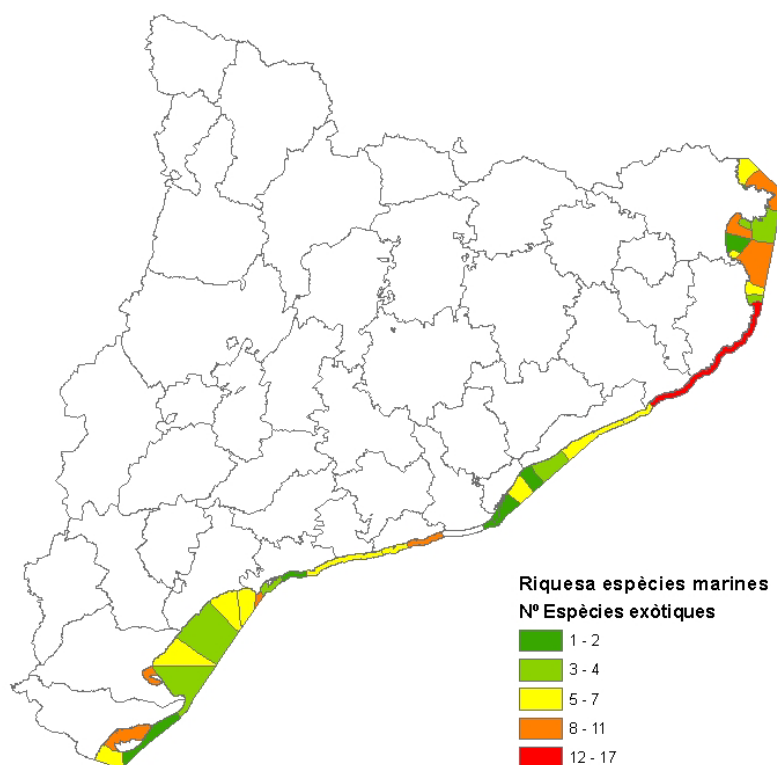 Riquesa espècies marines
Nº Espècies exòtiques
1 - 2
3 - 4
5 - 7
8 - 11
12 - 17